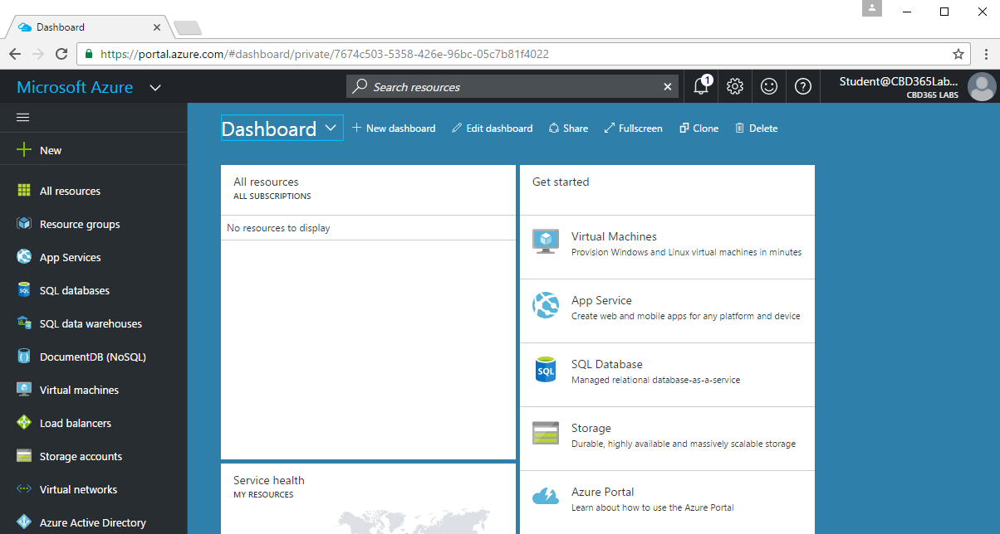 Dashboard
https://portal.azure.com/#dashboard/private/7674c503-5358-426e-96bc-05c7b81f4022
Microsoft Azure
Search resources
1
Student@CBD365Lab...
CBD365 LABS
New
All resources
Resource groups
App Services
SQL databases
SQL data warehouses
DocumentDB (NoSQL)
Virtual machines
Load balancers
Storage accounts
Virtual networks
Azure Active Directory
Dashboard
New dashboard
Edit dashboard
Share
Fullscreen
Clone
Delete
All resources
ALL SUBSCRIPTIONS
No resources to display
Service health
MY RESOURCES
Get started
Virtual Machines
Provision Windows and Linux virtual machines in minutes
App Service
Create web and mobile apps for any platform and device
SQL
SQL Database
Managed relational database-as-a-service
Storage
Durable, highly available and massively scalable storage
Azure Portal
Learn about how to use the Azure Portal